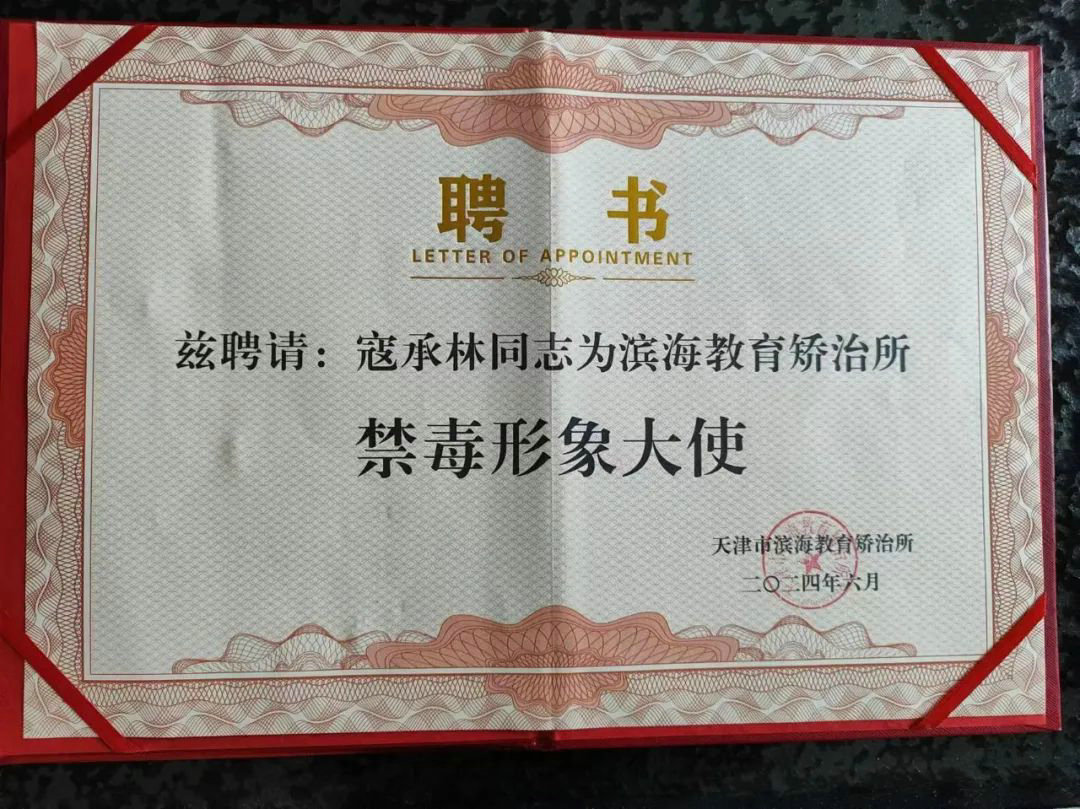 聘书
LETTER OF APPOINTMENT
兹聘请：寇承林同志为滨海教育矫治所
禁毒形象大使
天津市滨海教育矫治所
二〇二四年六月